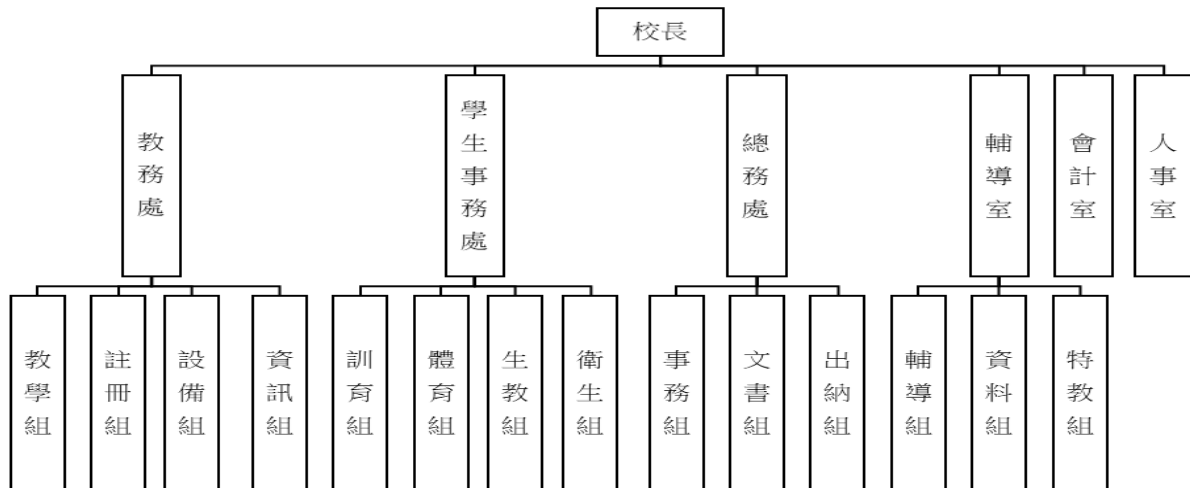 校長
教務處
學生事務處
總務處
輔導室
會計室
人事室
教學組
註冊組
設備組
資訊組
訓育組
體育組
生教組
衛生組
事務組
文書組
出納組
輔導組
資料組
特教組